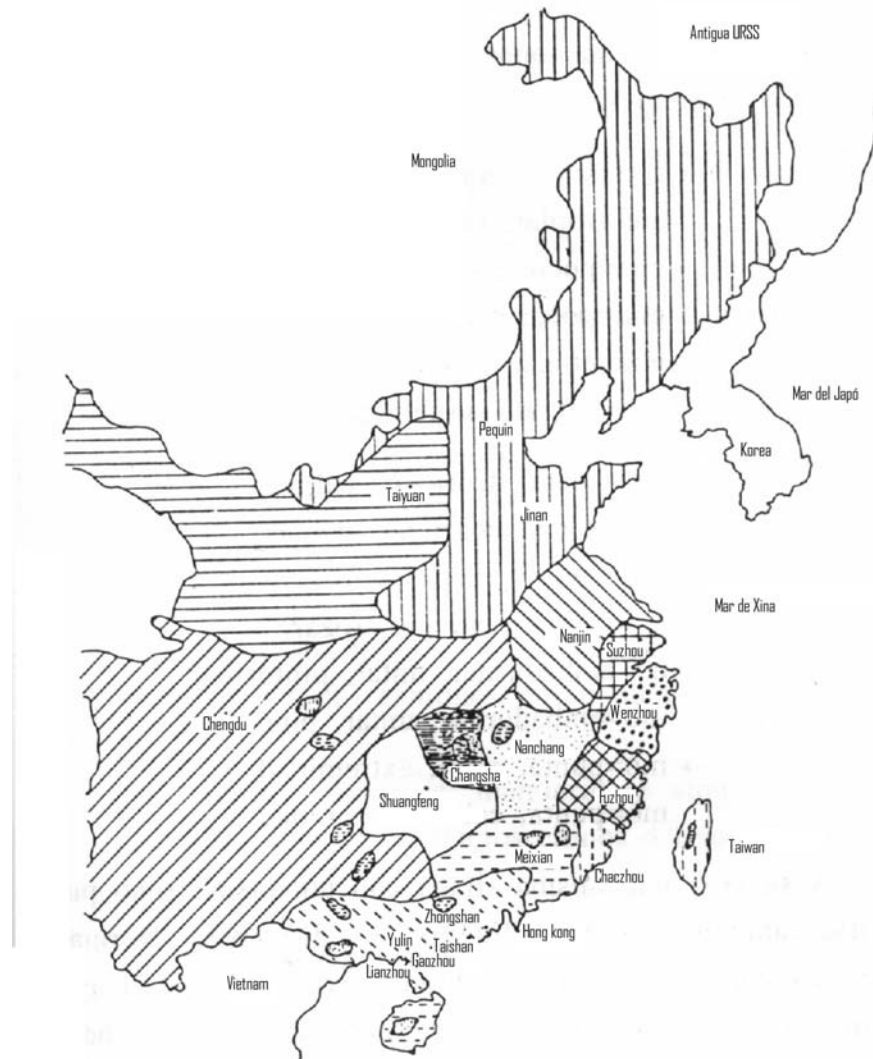 Antigua URSS
Mongolia
Mar del Japó
Pequin
Korea
Taiyuan
Jinan
Mar de Xina
Nanjin
Suzhou
Chengdu
Wenzhou
Nanchang
Changsha
Shuangfeng
Fuzhou
Taiwan
Meixian
Chaczhou
Zhongshan
Hong kong
Yulin
Taishan
Gaozhou
Lianzhou
Vietnam